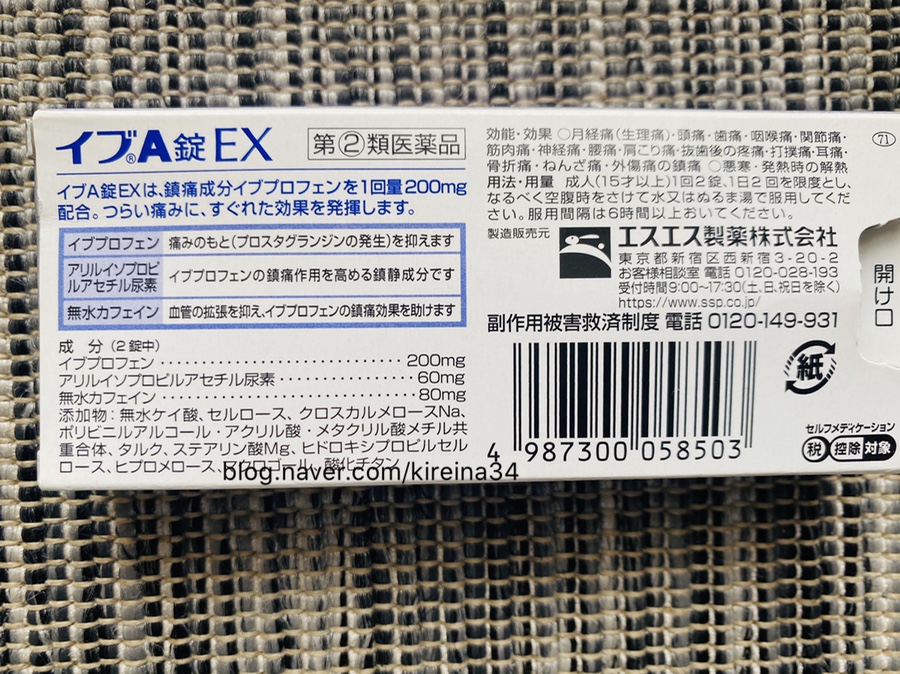 イブ®A錠EX 第②類医薬品
イブA錠EXは、鎮痛成分イブプロフェンを1回量200mg
配合。つらい痛みに、すぐれた効果を発揮します。
イブプロフェン 痛みのもと(プロスタグランジンの発生)を抑えます
アリルイソプロピ
ルアセチル尿素 イブプロフェンの鎮痛作用を高める鎮静成分です
無水カフェイン 血管の拡張を抑え、イブプロフェンの鎮痛効果を助けます
成分(2錠中)
イブプロフェン‥‥‥‥‥‥‥‥‥‥‥200mg
アリルイソプロピルアセチル尿素‥‥‥‥‥60mg
無水カフェイン‥‥‥‥‥‥‥‥‥‥‥80mg
添加物:無水ケイ酸、セルロース、クロスカルメロースNa、
ポリビニルアルコール・アクリル酸・メタクリル酸メチル共
重合体、タルク、ステアリン酸Mg、ヒドロキシプロピルセル
ロース、ヒプロメロース、マクロゴール、酸化チタン
効能・効果 ○月経痛(生理痛)・頭痛・歯痛・咽喉痛・関節痛・
筋肉痛・神経痛・腰痛・肩こり痛・抜歯後の疼痛・打撲痛・耳痛・
骨折痛・ねんざ痛・外傷痛の鎮痛 ○悪寒・発熱時の解熱
用法・用量 成人(15才以上)1回2錠、1日2回を限度とし、
なるべく空腹時をさけて水又はぬるま湯で服用してくだ
さい。服用間隔は6時間以上おいてください。
製造販売元 エスエス製薬株式会社
東京都新宿区西新宿3-20-2
お客様相談室 電話 0120-028-193
受付時間9:00~17:30(土、日、祝日を除く)
https://www.ssp.co.jp/
副作用被害救済制度 電話 0120-149-931
4 987300 058503
紙
71
開け口
セルフメディケーション
税 控除 対象
blog.naver.com/kireina34